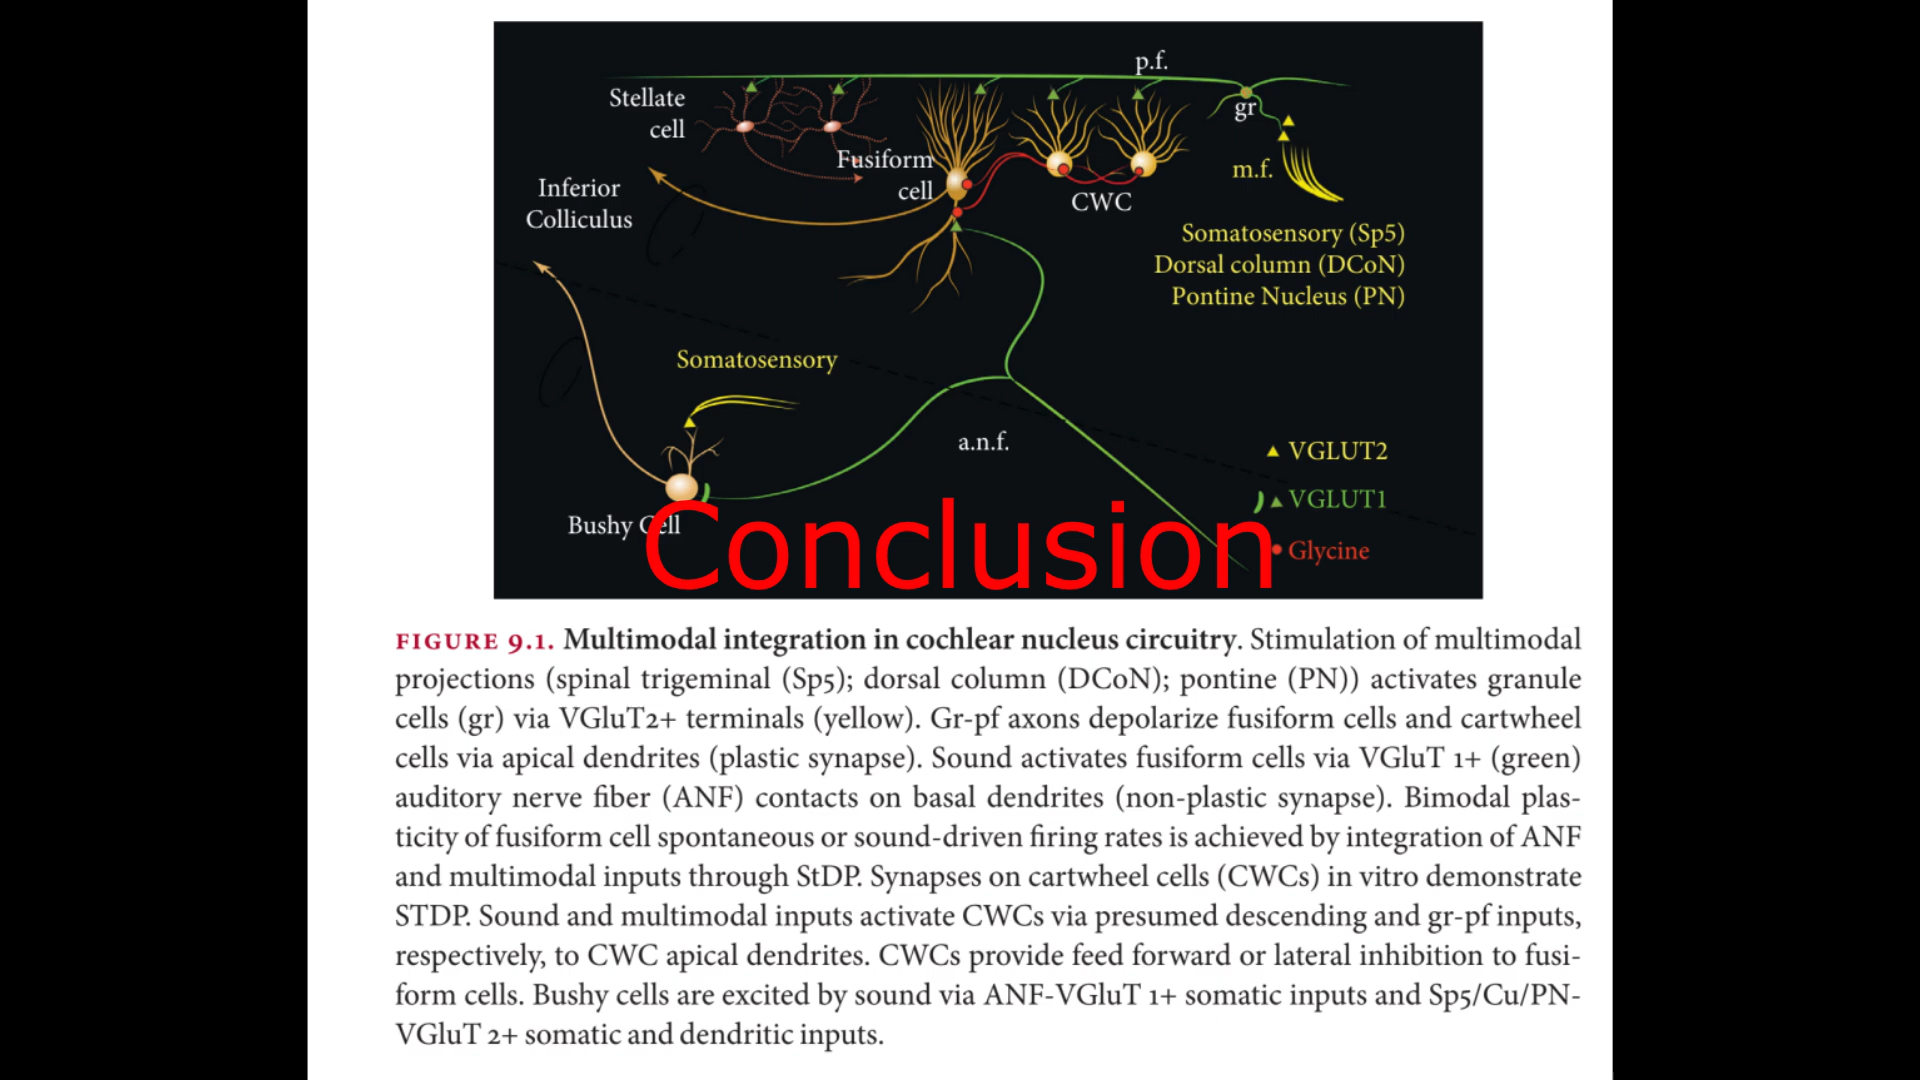 p.f.
Stellate
cell
gr
Fusiform
cell
m.f.
Inferior
Colliculus
CWC
Somatosensory (Sp5)
Dorsal column (DCoN)
Pontine Nucleus (PN)
Somatosensory
a.n.f.
VGLUT2
VGLUT1
Bushy Cell
Conclusion
Glycine
FIGURE 9.1. Multimodal integration in cochlear nucleus circuitry. Stimulation of multimodal
projections (spinal trigeminal (Sp5); dorsal column (DCoN); pontine (PN)) activates granule
cells (gr) via VGluT2+ terminals (yellow). Gr-pf axons depolarize fusiform cells and cartwheel
cells via apical dendrites (plastic synapse). Sound activates fusiform cells via VGluT 1+ (green)
auditory nerve fiber (ANF) contacts on basal dendrites (non-plastic synapse). Bimodal plas-
ticity of fusiform cell spontaneous or sound-driven firing rates is achieved by integration of ANF
and multimodal inputs through StDP. Synapses on cartwheel cells (CWCs) in vitro demonstrate
STDP. Sound and multimodal inputs activate CWCs via presumed descending and gr-pf inputs,
respectively, to CWC apical dendrites. CWCs provide feed forward or lateral inhibition to fusi-
form cells. Bushy cells are excited by sound via ANF-VGluT 1+ somatic inputs and Sp5/Cu/PN-
VGluT 2+ somatic and dendritic inputs.